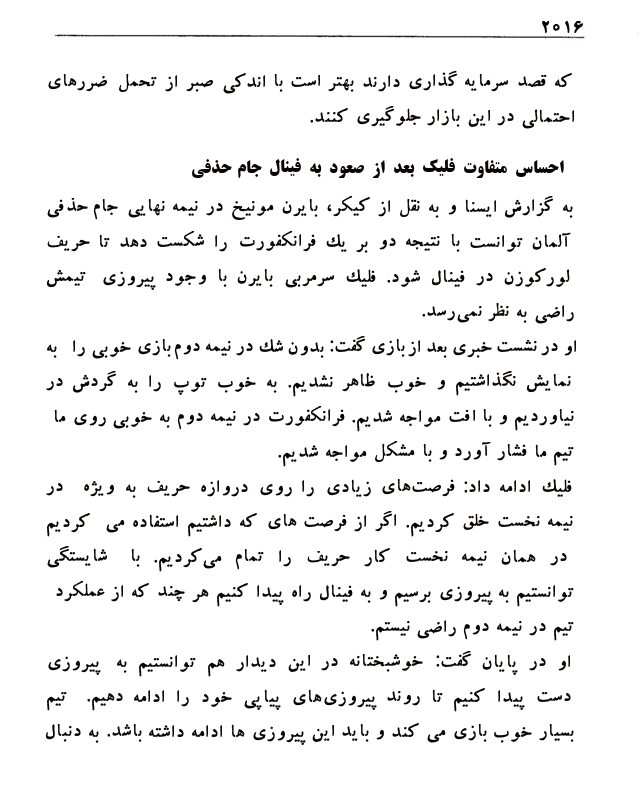 ۲۰۱۶
که قصد سرمایه گذاری دارند بهتر است با اندکی صبر از تحمل ضررهای
احتمالی در این بازار جلوگیری کنند.
احساس متفاوت فلیک بعد از صعود به فینال جام حذفی
به گزارش ایسنا و به نقل از کیکر، بایرن مونیخ در نیمه نهایی جام حذفی
آلمان توانست با نتیجه دو بر یك فرانکفورت را شکست دهد تا حریف
لورکوزن در فینال شود. فلیك سرمربی بایرن با وجود پیروزی تیمش
راضی به نظر نمی‌رسد.
او در نشست خبری بعد از بازی گفت: بدون شك در نیمه دوم بازی خوبی را به
نمایش نگذاشتیم و خوب ظاهر نشدیم. به خوب توپ را به گردش در
نیاوردیم و با افت مواجه شدیم. فرانکفورت در نیمه دوم به خوبی روی ما
تیم ما فشار آورد و با مشکل مواجه شدیم.
فلیك ادامه داد: فرصت‌های زیادی را روی دروازه حریف به ویژه در
نیمه نخست خلق کردیم. اگر از فرصت های که داشتیم استفاده می کردیم
در همان نیمه نخست کار حریف را تمام می‌کردیم. با شایستگی
توانستیم به پیروزی برسیم و به فینال راه پیدا کنیم هر چند که از عملکرد
تیم در نیمه دوم راضی نیستم.
او در پایان گفت: خوشبختانه در این دیدار هم توانستیم به پیروزی
دست پیدا کنیم تا روند پیروزی‌های پیاپی خود را ادامه دهیم. تیم
بسیار خوب بازی می کند و باید این پیروزی ها ادامه داشته باشد. به دنبال